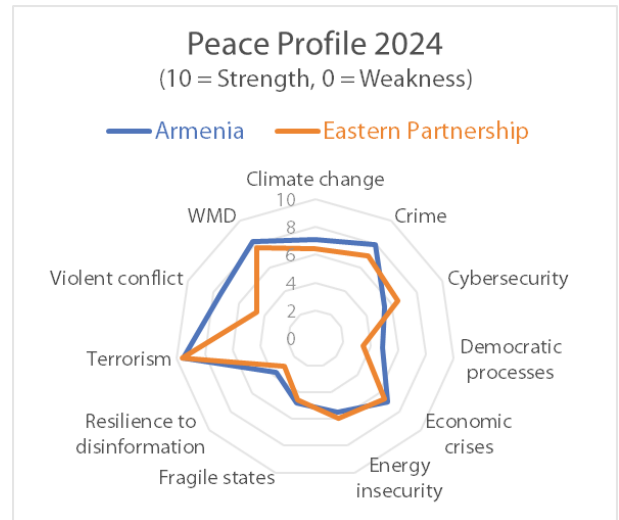 Peace Profile 2024
(10 = Strength, 0 = Weakness)
Armenia
Eastern Partnership
Climate change
10
8
6
4
2
0
Crime
Cybersecurity
Democratic
processes
Economic
crises
Energy
insecurity
Fragile states
Resilience to
disinformation
Terrorism
Violent conflict
WMD